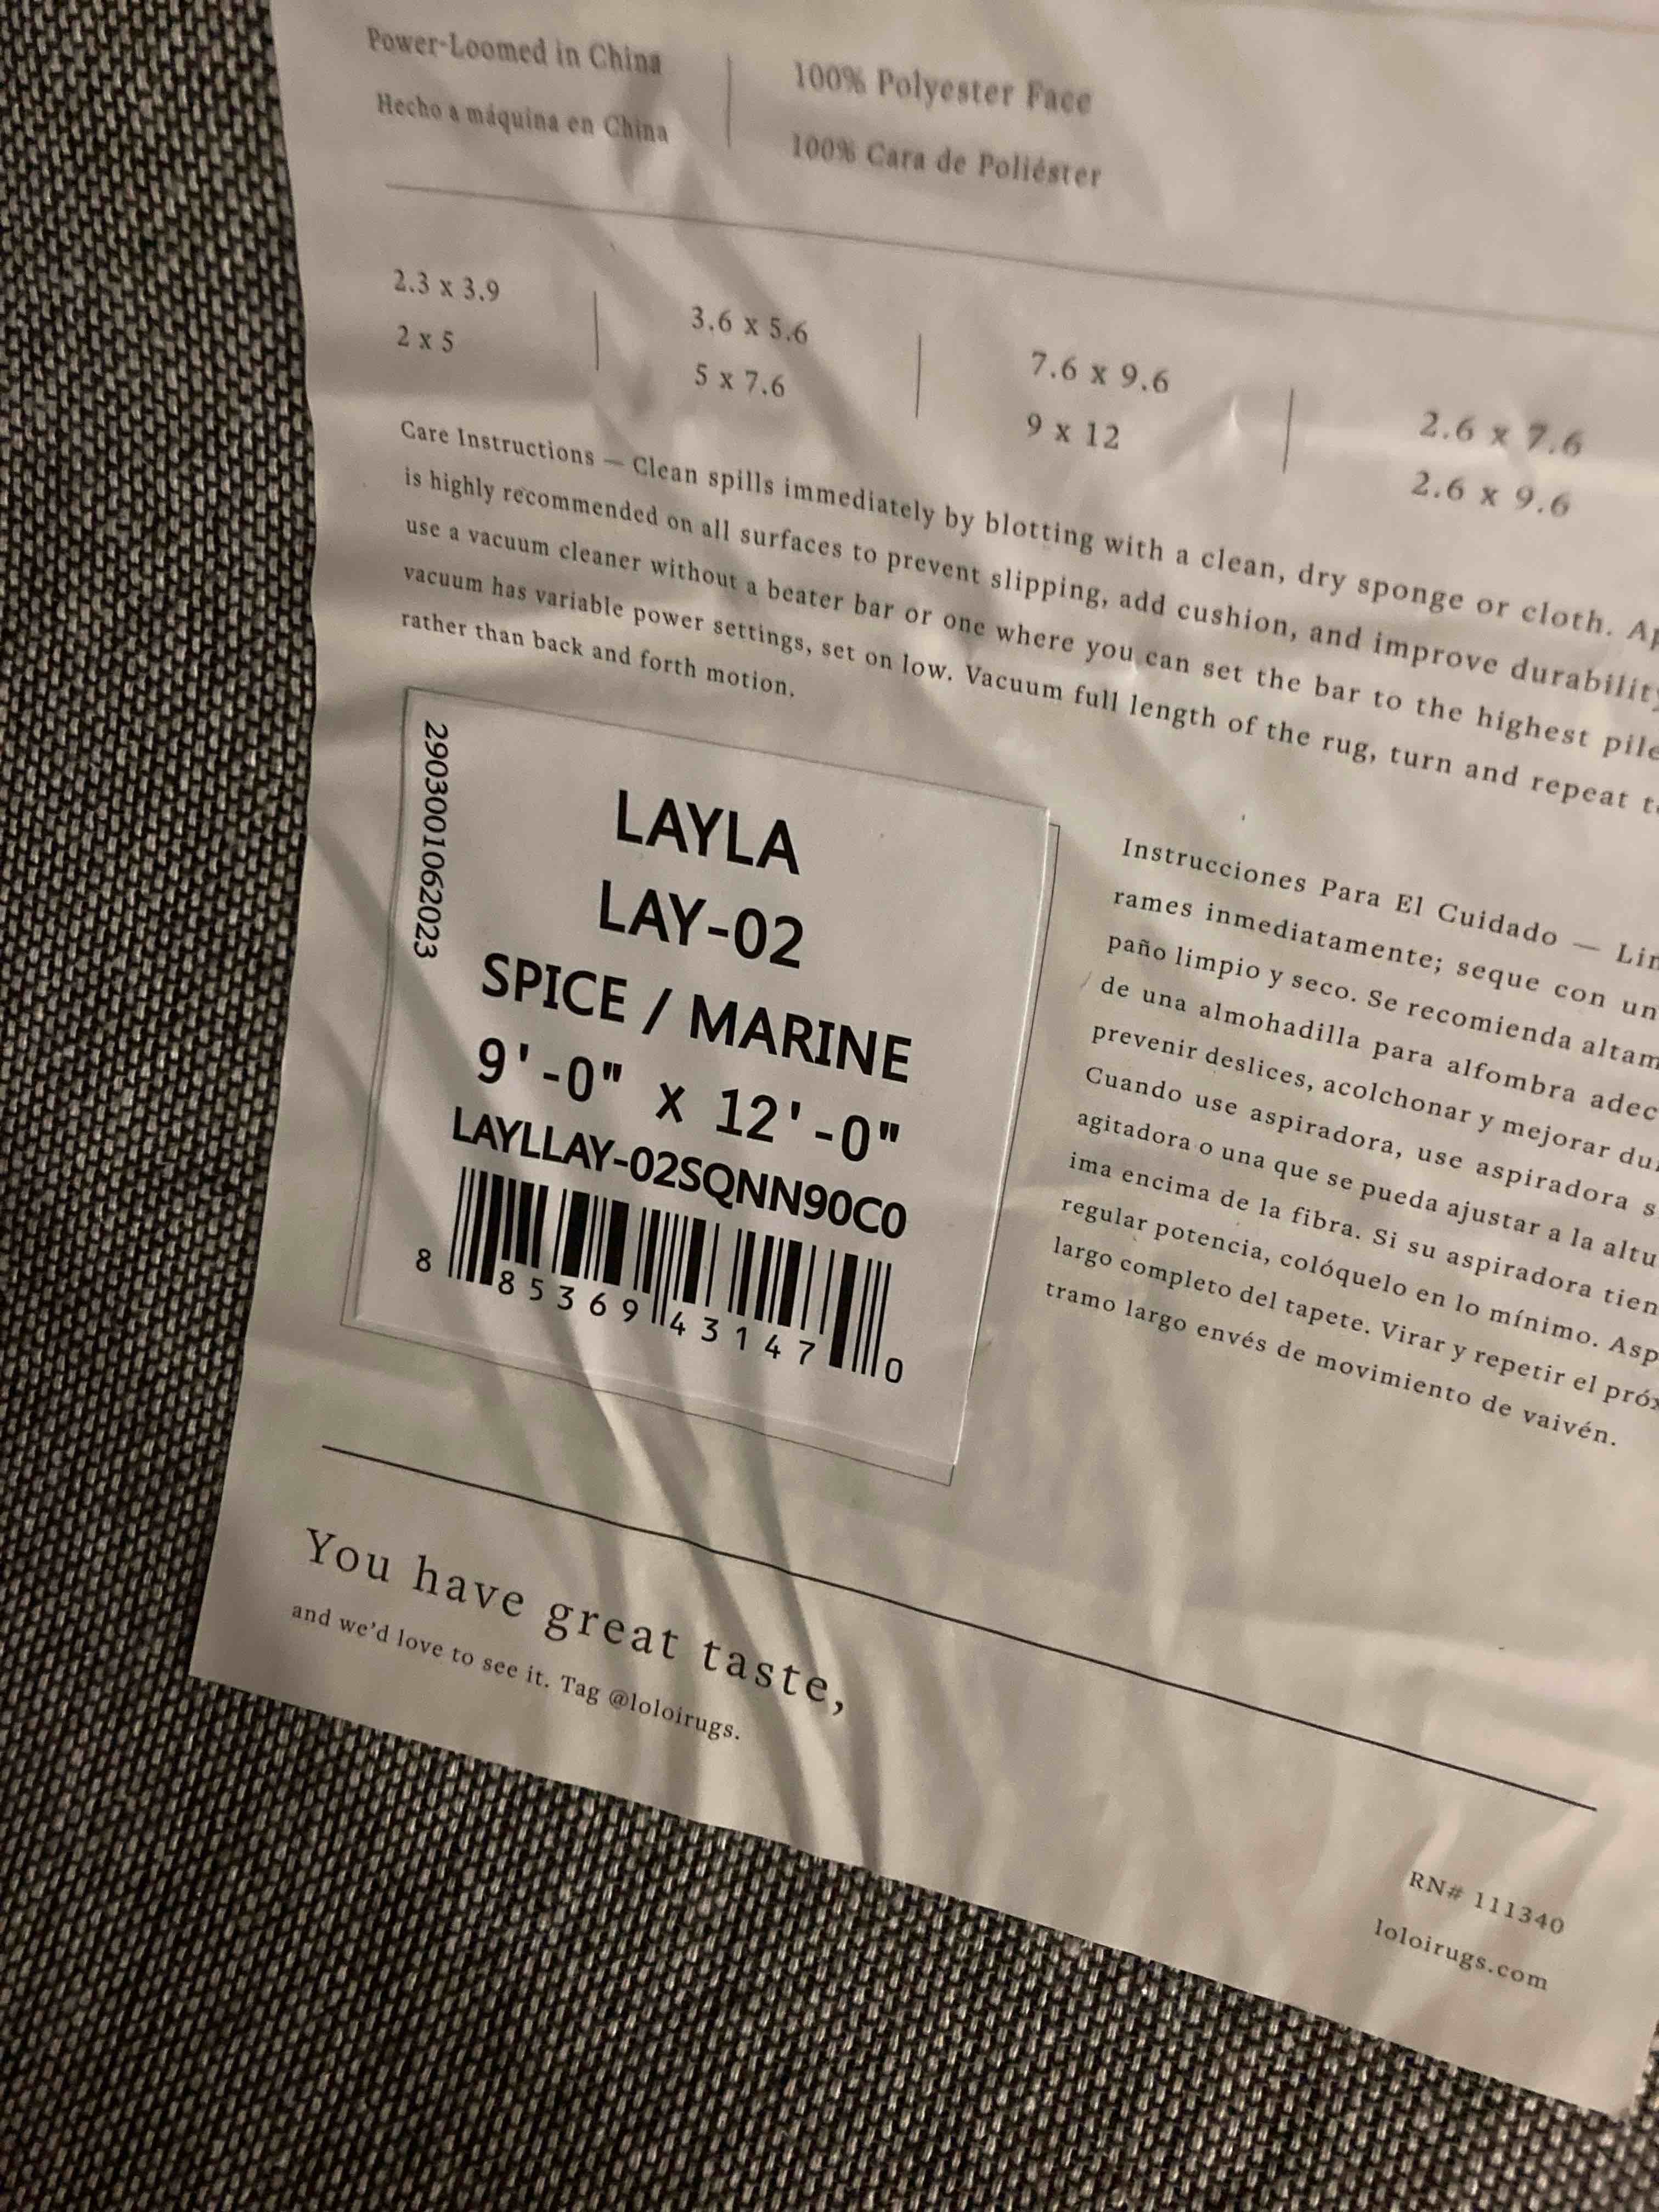 Power-Loomed in China
Hecho a máquina en China
100% Polyester Face
100% Cara de Poliéster
2.3 x 3.9
2 x 5
3.6 x 5.6
5 x 7.6
7.6 x 9.6
9 x 12
2.6 x 7.6
2.6 x 9.6
Care Instructions — Clean spills immediately by blotting with a clean, dry sponge or cloth.
is highly recommended on all surfaces to prevent slipping, add cushion, and improve durability
use a vacuum cleaner without a beater bar or one where you can set the bar to the highest pile
vacuum has variable power settings, set on low. Vacuum full length of the rug, turn and repeat
rather than back and forth motion.
2903001062023
LAYLA
LAY-02
SPICE / MARINE
9'-0" x 12'-0"
LAYLLAY-02SQNN90C0
8 85369 43147 0
Instrucciones Para El Cuidado —
rames inmediatamente; seque con un
paño limpio y seco. Se recomienda
de una almohadilla para alfombra
prevenir deslices, acolchonar y mejorar
Cuando use aspiradora, use aspiradora
agitadora o una que se pueda ajustar a la
ima encima de la fibra. Si su aspiradora
regular potencia, colóquelo en lo mínimo.
largo completo del tapete. Virar y repetir el
tramo largo envés de movimiento de vaivén.
You have great taste,
and we'd love to see it. Tag @loloirugs.
RN# 111340
loloirugs.com